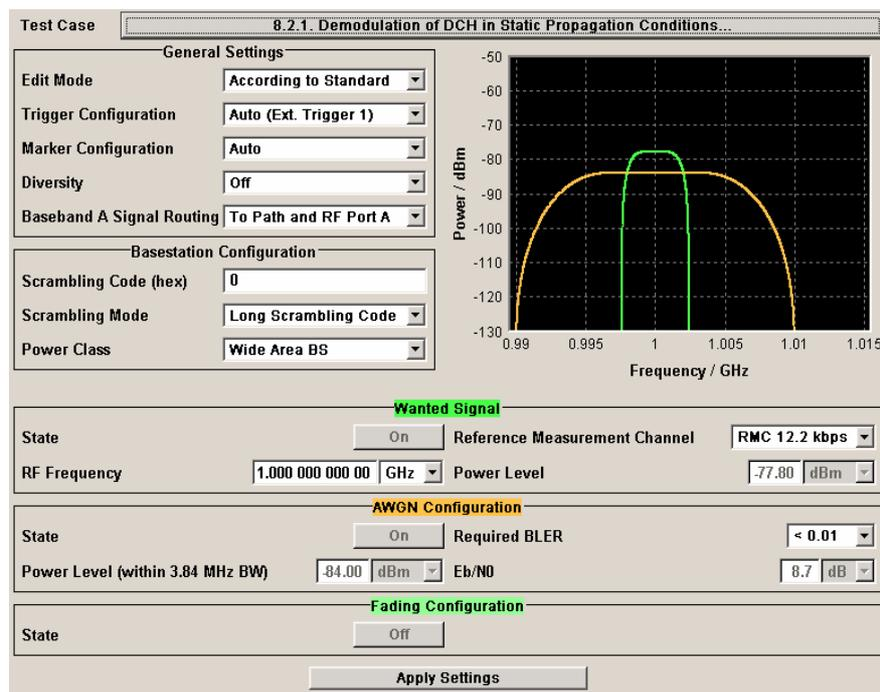 Test Case 8.2.1. Demodulation of DCH in Static Propagation Conditions...
General Settings
Edit Mode According to Standard
Trigger Configuration Auto (Ext. Trigger 1)
Marker Configuration Auto
Diversity Off
Baseband A Signal Routing To Path and RF Port A
Basestation Configuration
Scrambling Code (hex) 0
Scrambling Mode Long Scrambling Code
Power Class Wide Area BS
Power / dBm
-50
-60
-70
-80
-90
-100
-110
-120
-130
0.99 0.995 1 1.005 1.01 1.015
Frequency / GHz
Wanted Signal
State On Reference Measurement Channel RMC 12.2 kbps
RF Frequency 1.000 000 000 00 GHz Power Level -77.80 dBm
AWGN Configuration
State On Required BLER < 0.01
Power Level (within 3.84 MHz BW) -84.00 dBm Eb/N0 8.7 dB
Fading Configuration
State Off
Apply Settings